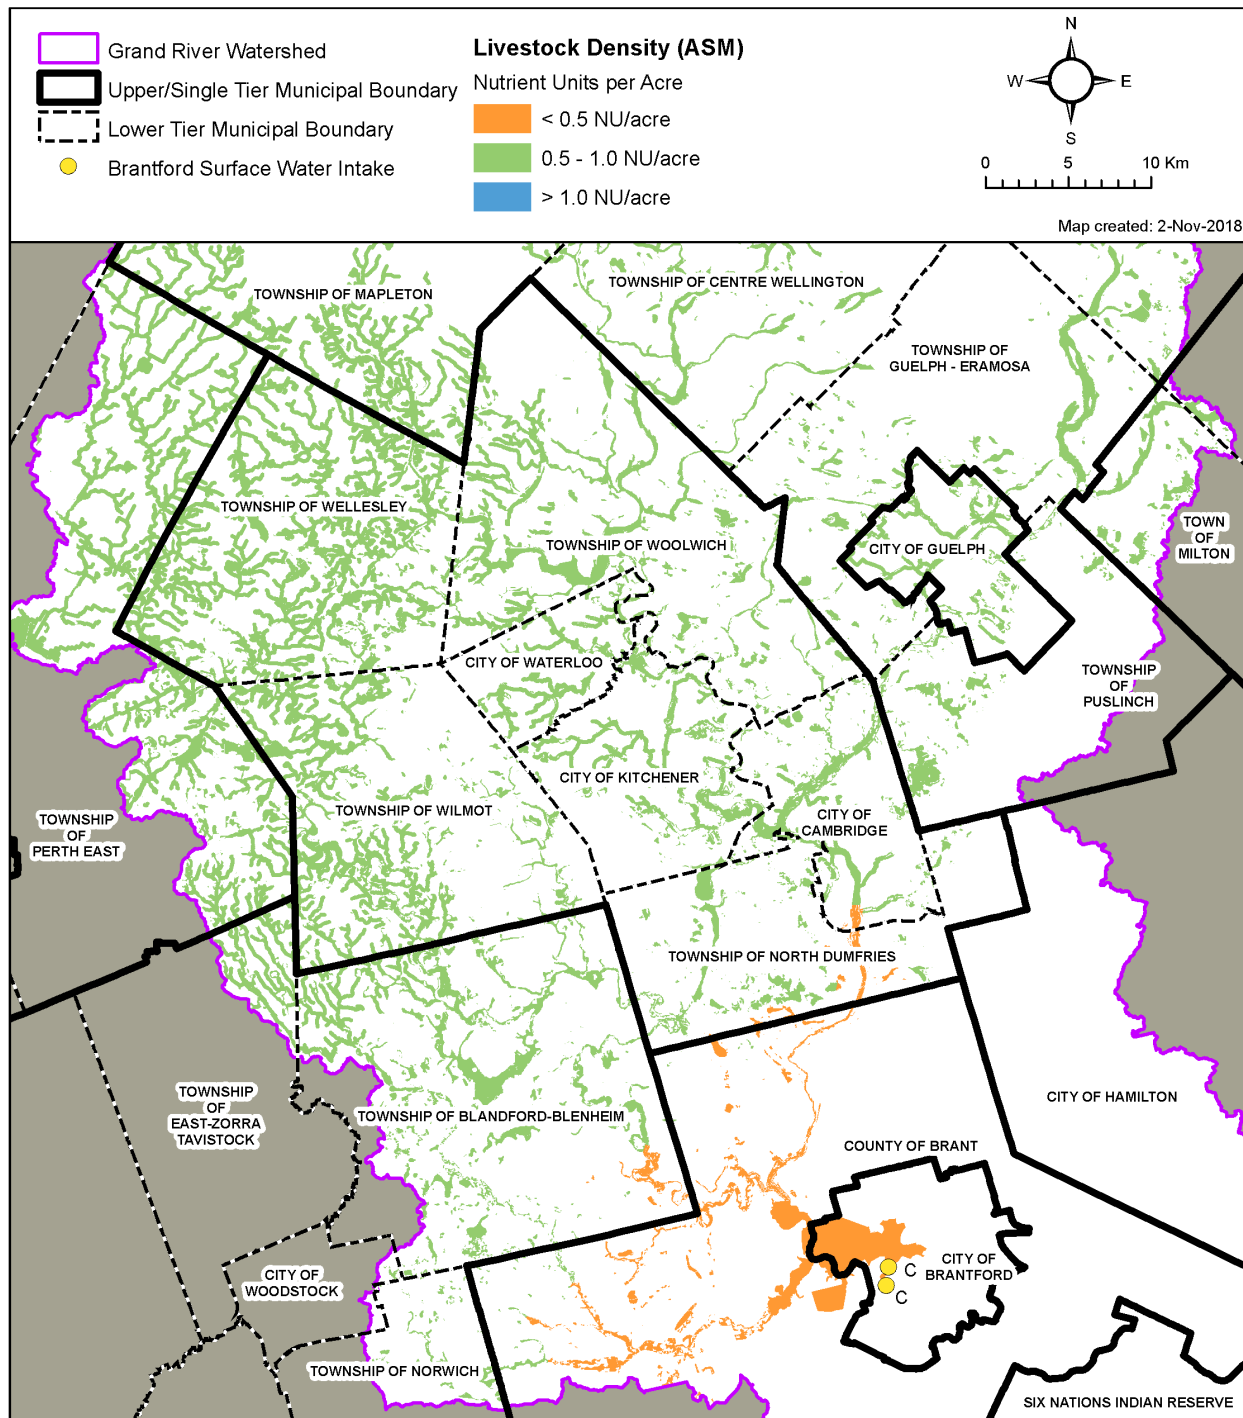 Grand River Watershed
Upper/Single Tier Municipal Boundary
Lower Tier Municipal Boundary
Brantford Surface Water Intake
Livestock Density (ASM)
Nutrient Units per Acre
< 0.5 NU/acre
0.5 - 1.0 NU/acre
> 1.0 NU/acre
N
W E
S
0 5 10 Km
Map created: 2-Nov-2018
TOWNSHIP OF MAPLETON
TOWNSHIP OF CENTRE WELLINGTON
TOWNSHIP OF
GUELPH - ERAMOSA
TOWNSHIP OF WELLESLEY
TOWNSHIP OF WOOLWICH
CITY OF GUELPH
TOWN
OF
MILTON
CITY OF WATERLOO
TOWNSHIP
OF
PUSLINCH
CITY OF KITCHENER
TOWNSHIP OF WILMOT
CITY OF
CAMBRIDGE
TOWNSHIP
OF
PERTH EAST
TOWNSHIP OF NORTH DUMFRIES
TOWNSHIP
OF
EAST-ZORRA
TAVISTOCK
TOWNSHIP OF BLANDFORD-BLENHEIM
CITY OF HAMILTON
COUNTY OF BRANT
CITY OF
WOODSTOCK
CITY OF
BRANTFORD
C
C
TOWNSHIP OF NORWICH
SIX NATIONS INDIAN RESERVE